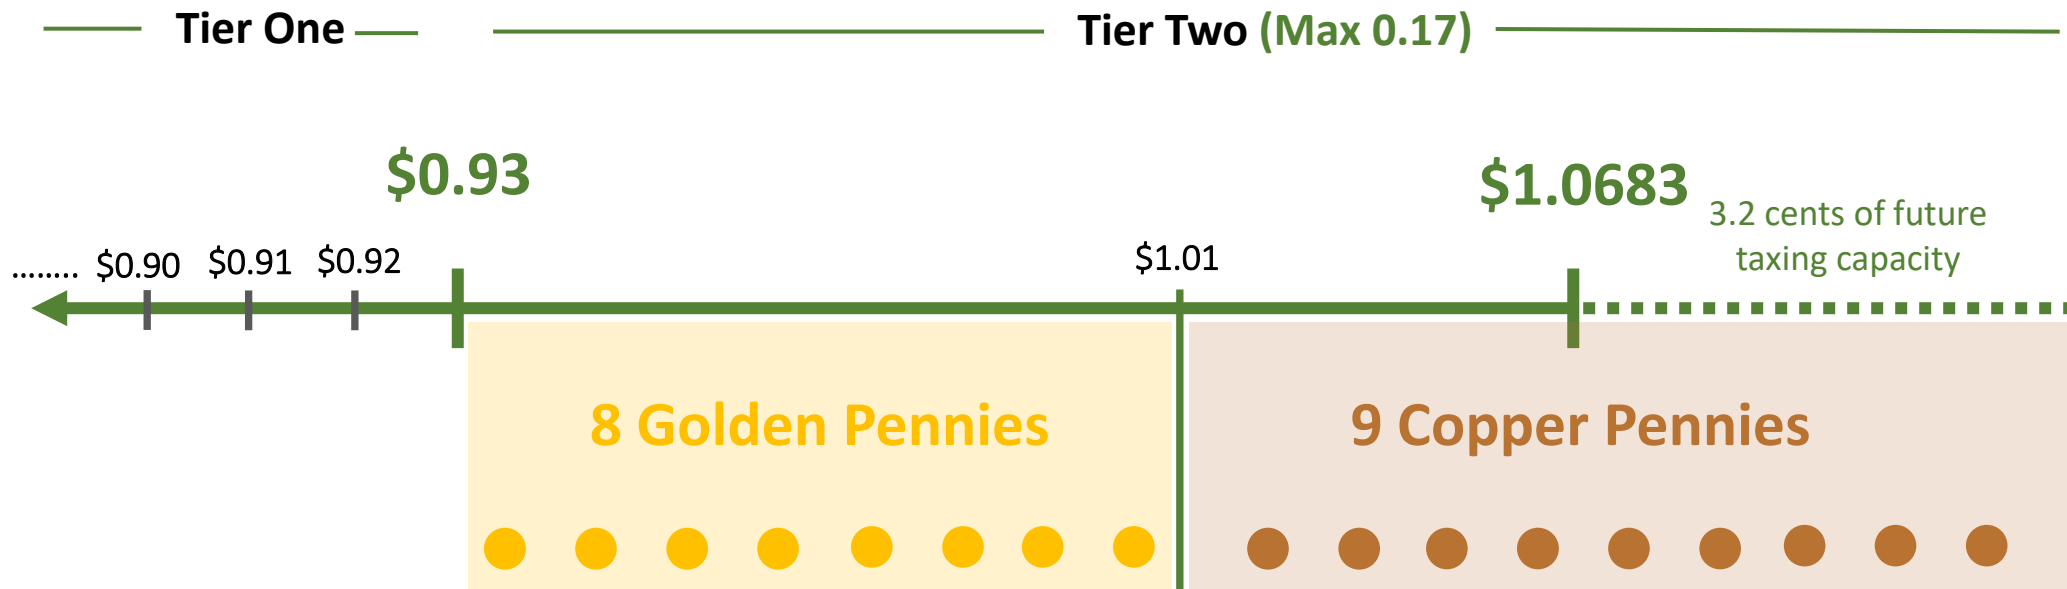 Tier One
Tier Two (Max 0.17)
$0.93
$1.0683
3.2 cents of future
taxing capacity
........ $0.90 $0.91 $0.92
$1.01
8 Golden Pennies
9 Copper Pennies